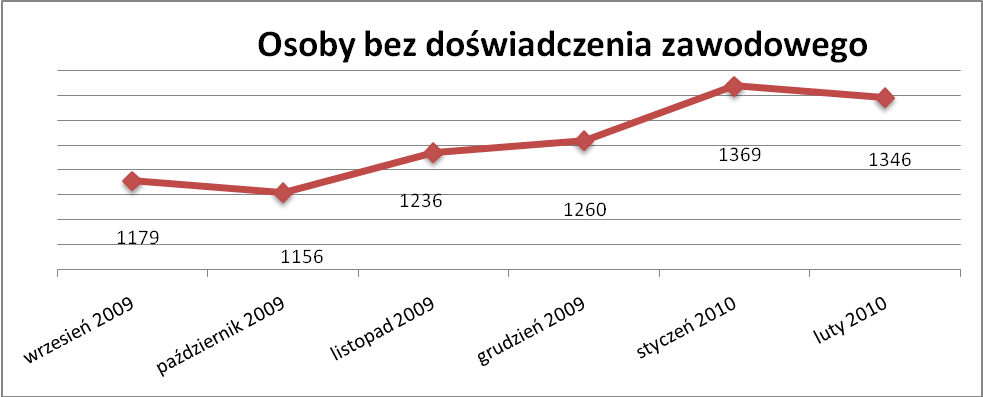 Osoby bez doświadczenia zawodowego
1179
1156
1236
1260
1369
1346
wrzesień 2009
październik 2009
listopad 2009
grudzień 2009
styczeń 2010
luty 2010